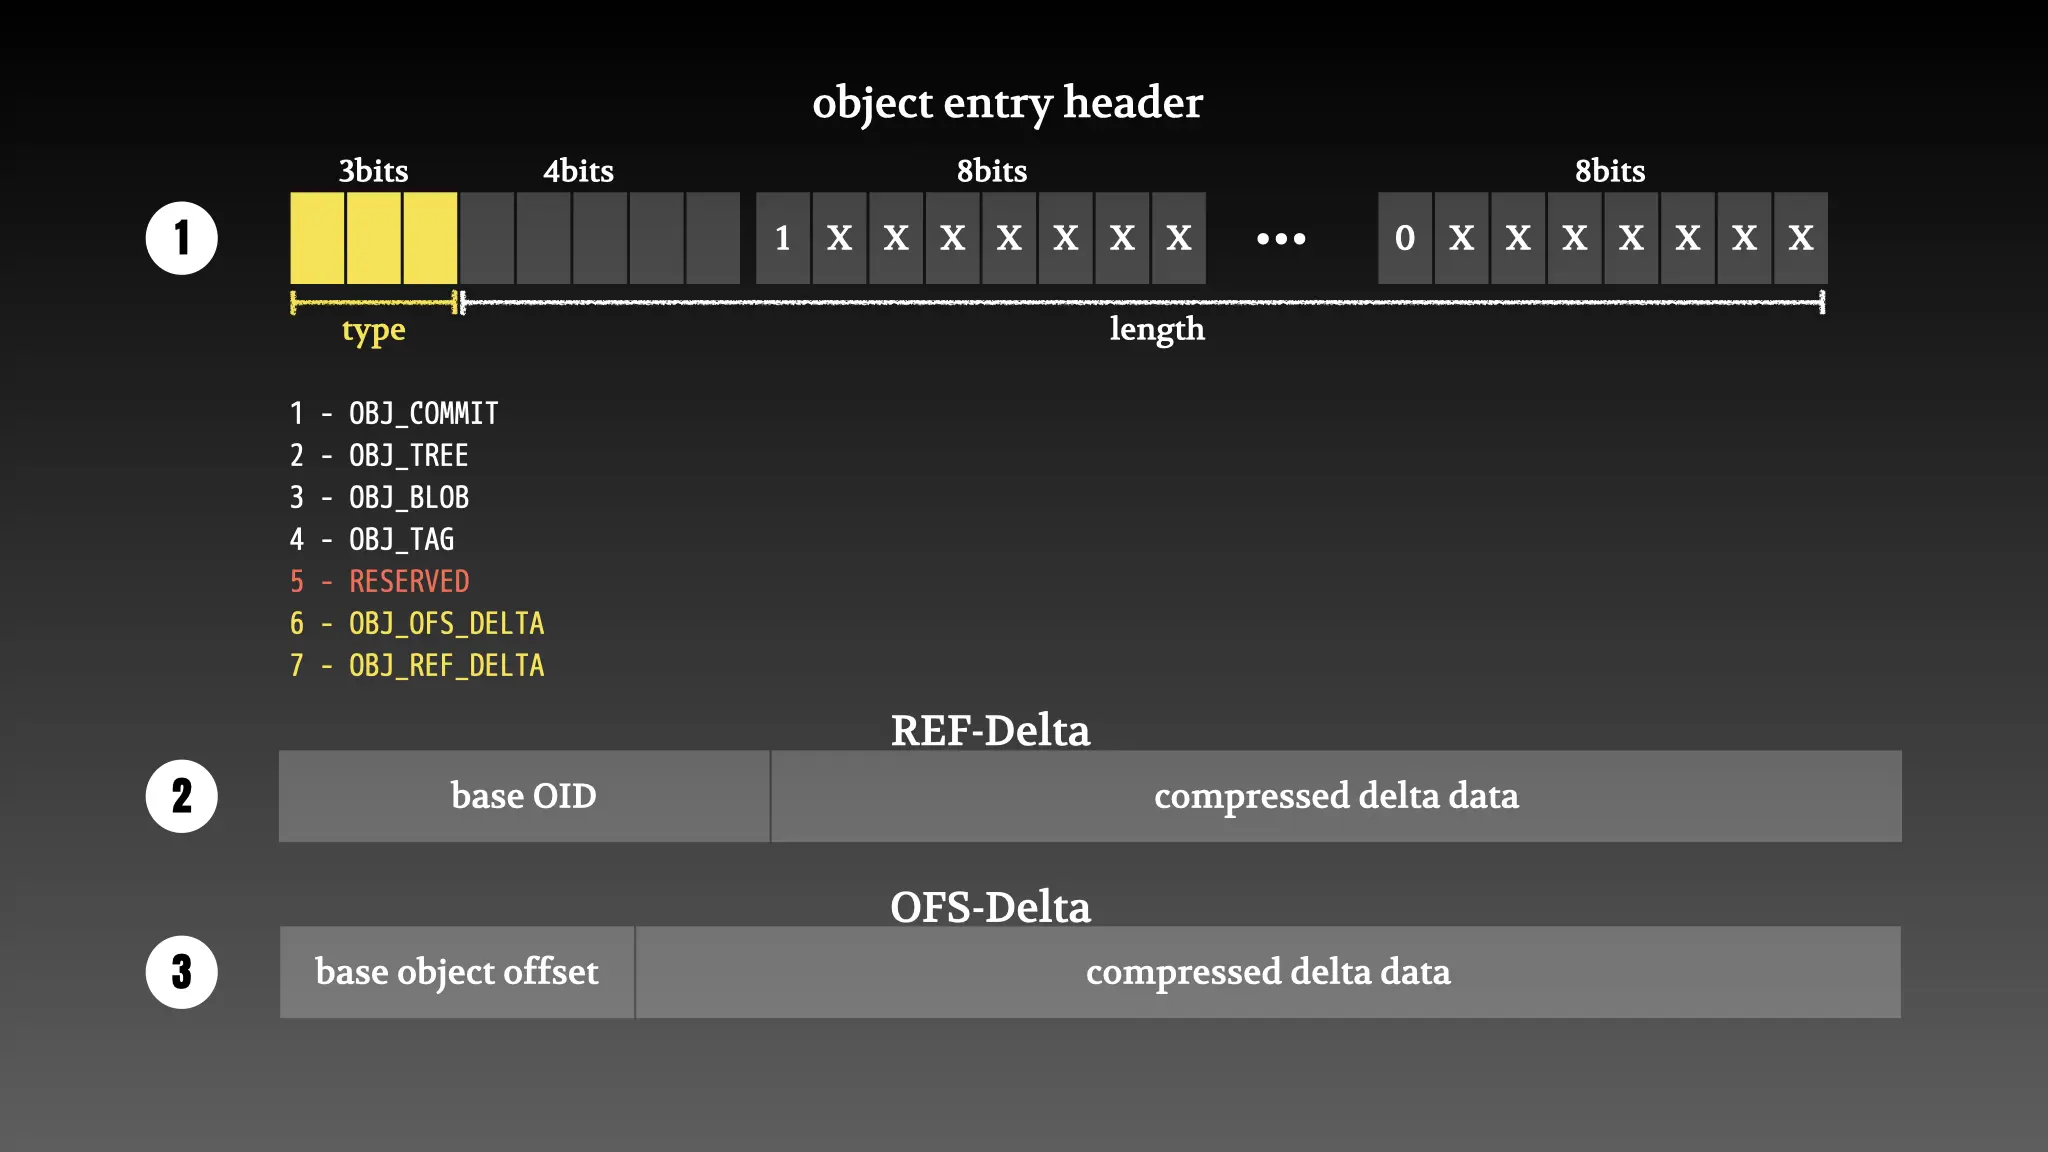 object entry header
3bits 4bits 8bits 8bits
1 1 X X X X X X X ... 0 X X X X X X X
type length
1 - OBJ_COMMIT
2 - OBJ_TREE
3 - OBJ_BLOB
4 - OBJ_TAG
5 - RESERVED
6 - OBJ_OFS_DELTA
7 - OBJ_REF_DELTA
REF-Delta
2 base OID compressed delta data
OFS-Delta
3 base object offset compressed delta data